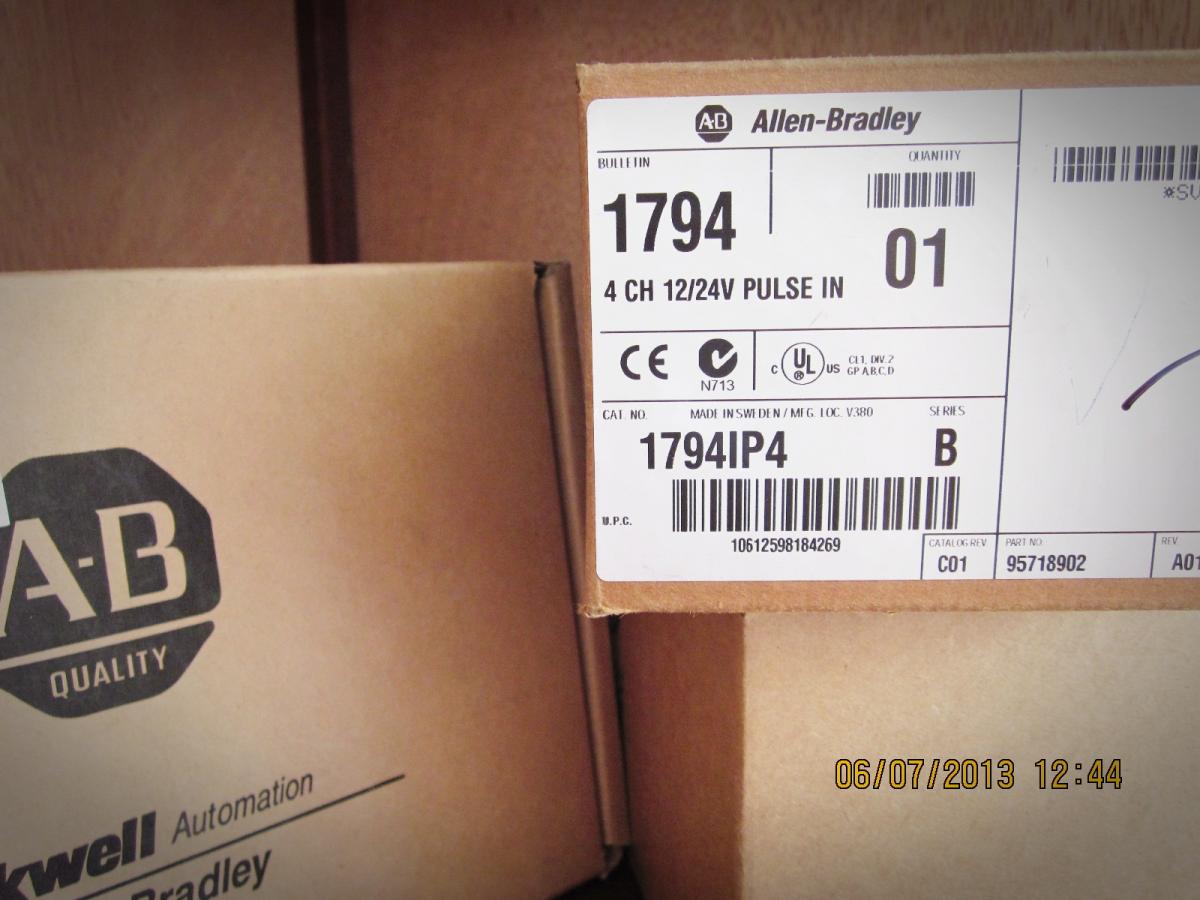 A-B Allen-Bradley
BULLETIN
QUANTITY
1794
01
4 CH 12/24V PULSE IN
CE
N713
C UL US
CL1, DIV.2
GP A,B,C,D
CAT. NO. MADE IN SWEDEN / MFG. LOC. V380 SERIES
1794IP4 B
U.P.C.
10612598184269
CATALOG REV
C01
PART NO.
95718902
REV
A01
*SV
A-B
QUALITY
kwell Automation
Bradley
06/07/2013 12:44